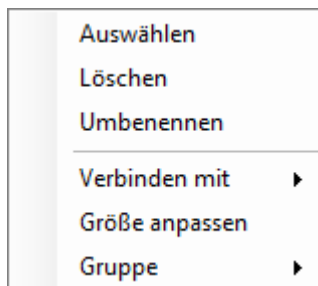 Auswählen
Löschen
Umbenennen
Verbinden mit
Größe anpassen
Gruppe